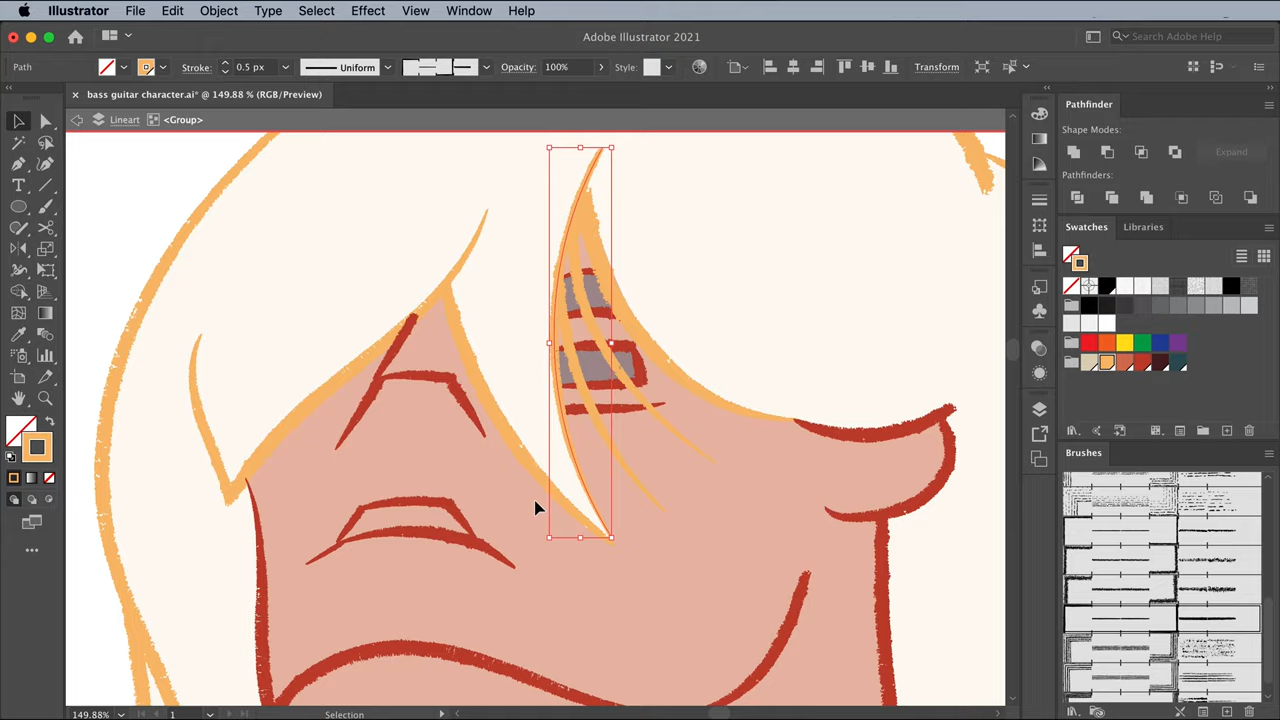 Illustrator File Edit Object Type Select Effect View Window Help
Adobe Illustrator 2021
Search Adobe Help
Path Stroke: 0.5 px Uniform Opacity: 100% Style: Transform
× bass guitar character.ai* @ 149.88 % (RGB/Preview)
Lineart <Group>
Pathfinder
Shape Modes:
Expand
Pathfinders:
Swatches Libraries
Brushes
149.88% 1 Selection